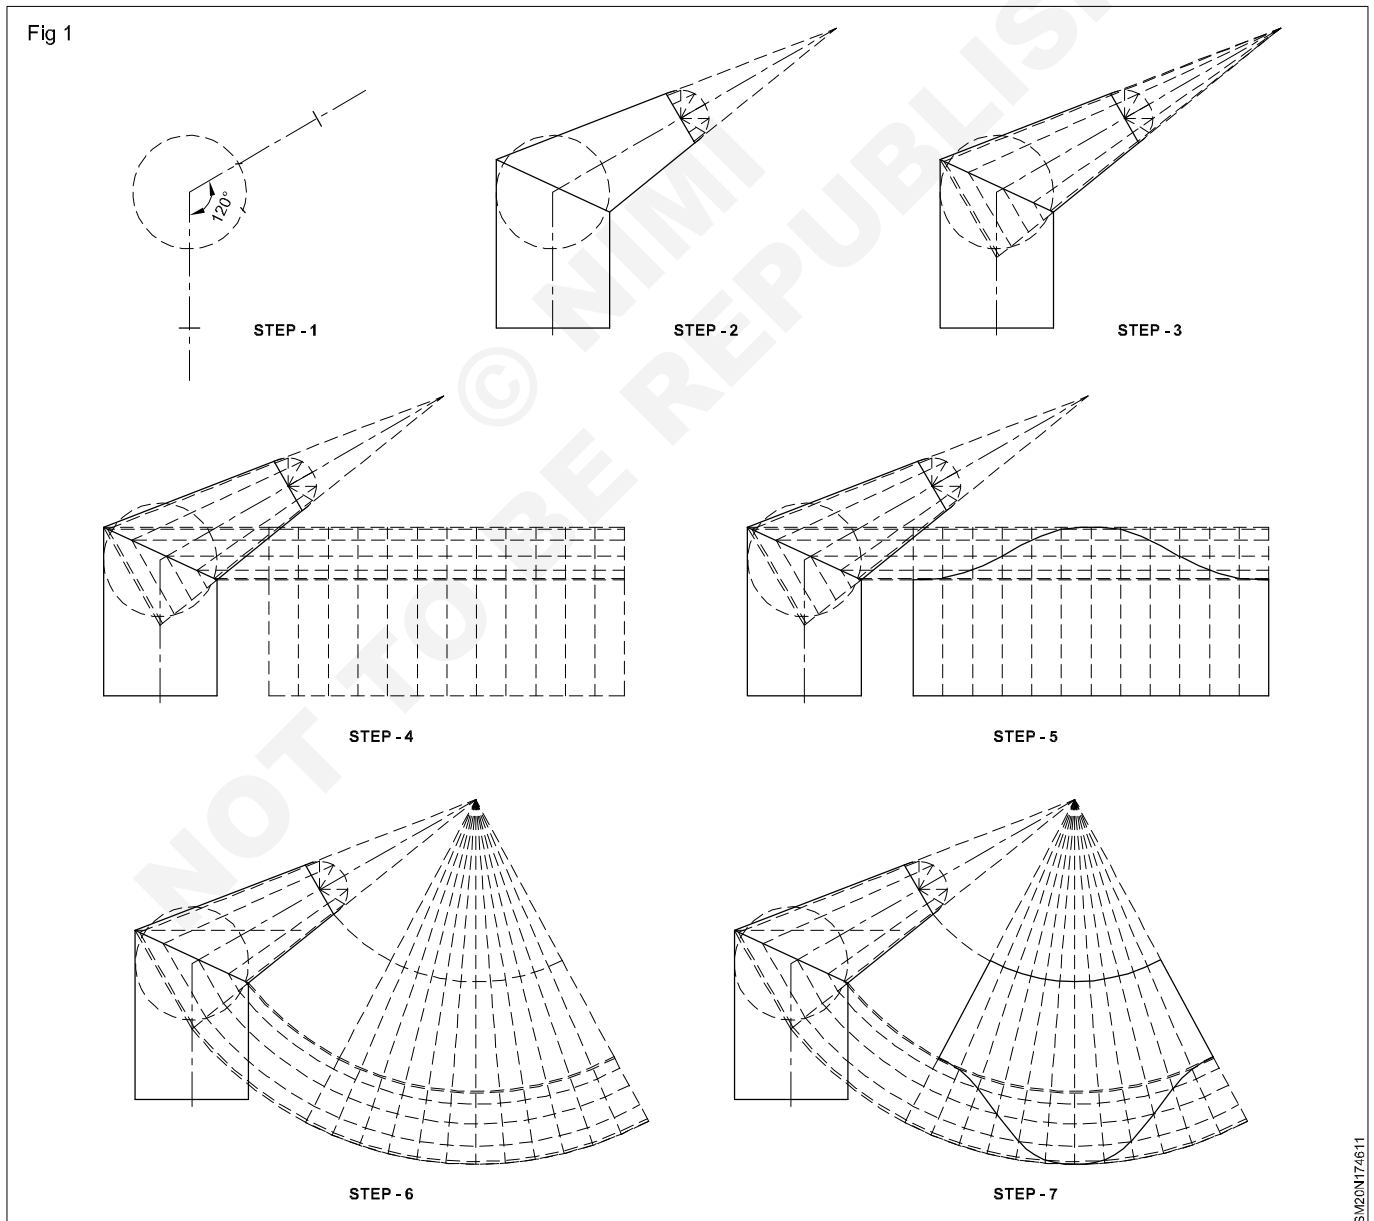 Fig 1
120°
STEP - 1
STEP - 2
STEP - 3
STEP - 4
STEP - 5
STEP - 6
STEP - 7
© NIMI
NOT TO BE REPUBLISH
SM20N174611